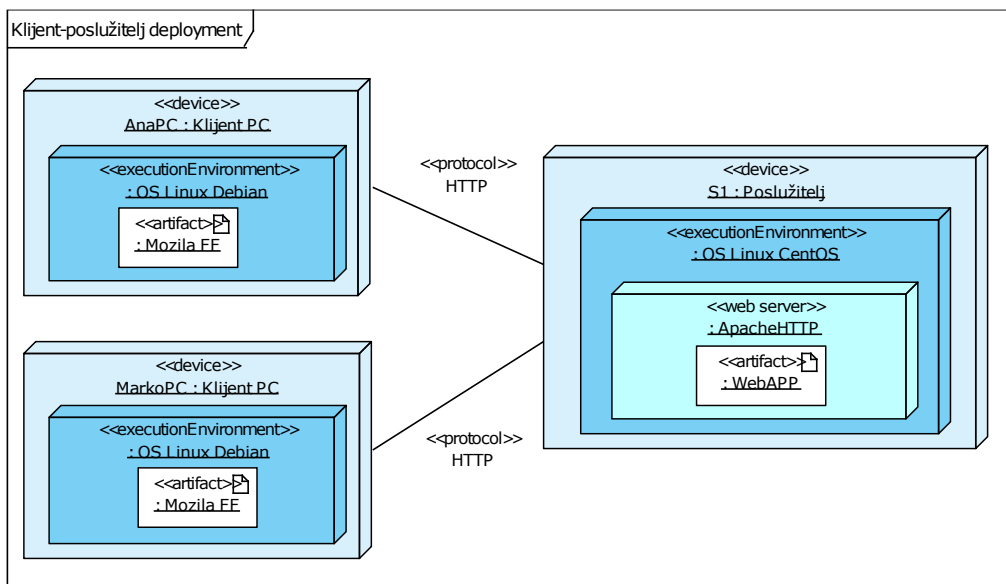 Klijent-poslužitelj deployment
<<device>>
AnaPC : Klijent PC
<<executionEnvironment>>
: OS Linux Debian
<<artifact>>
: Mozila FF
<<protocol>>
HTTP
<<device>>
MarkoPC : Klijent PC
<<executionEnvironment>>
: OS Linux Debian
<<artifact>>
: Mozila FF
<<protocol>>
HTTP
<<device>>
S1 : Poslužitelj
<<executionEnvironment>>
: OS Linux CentOS
<<web server>>
: ApacheHTTP
<<artifact>>
: WebAPP